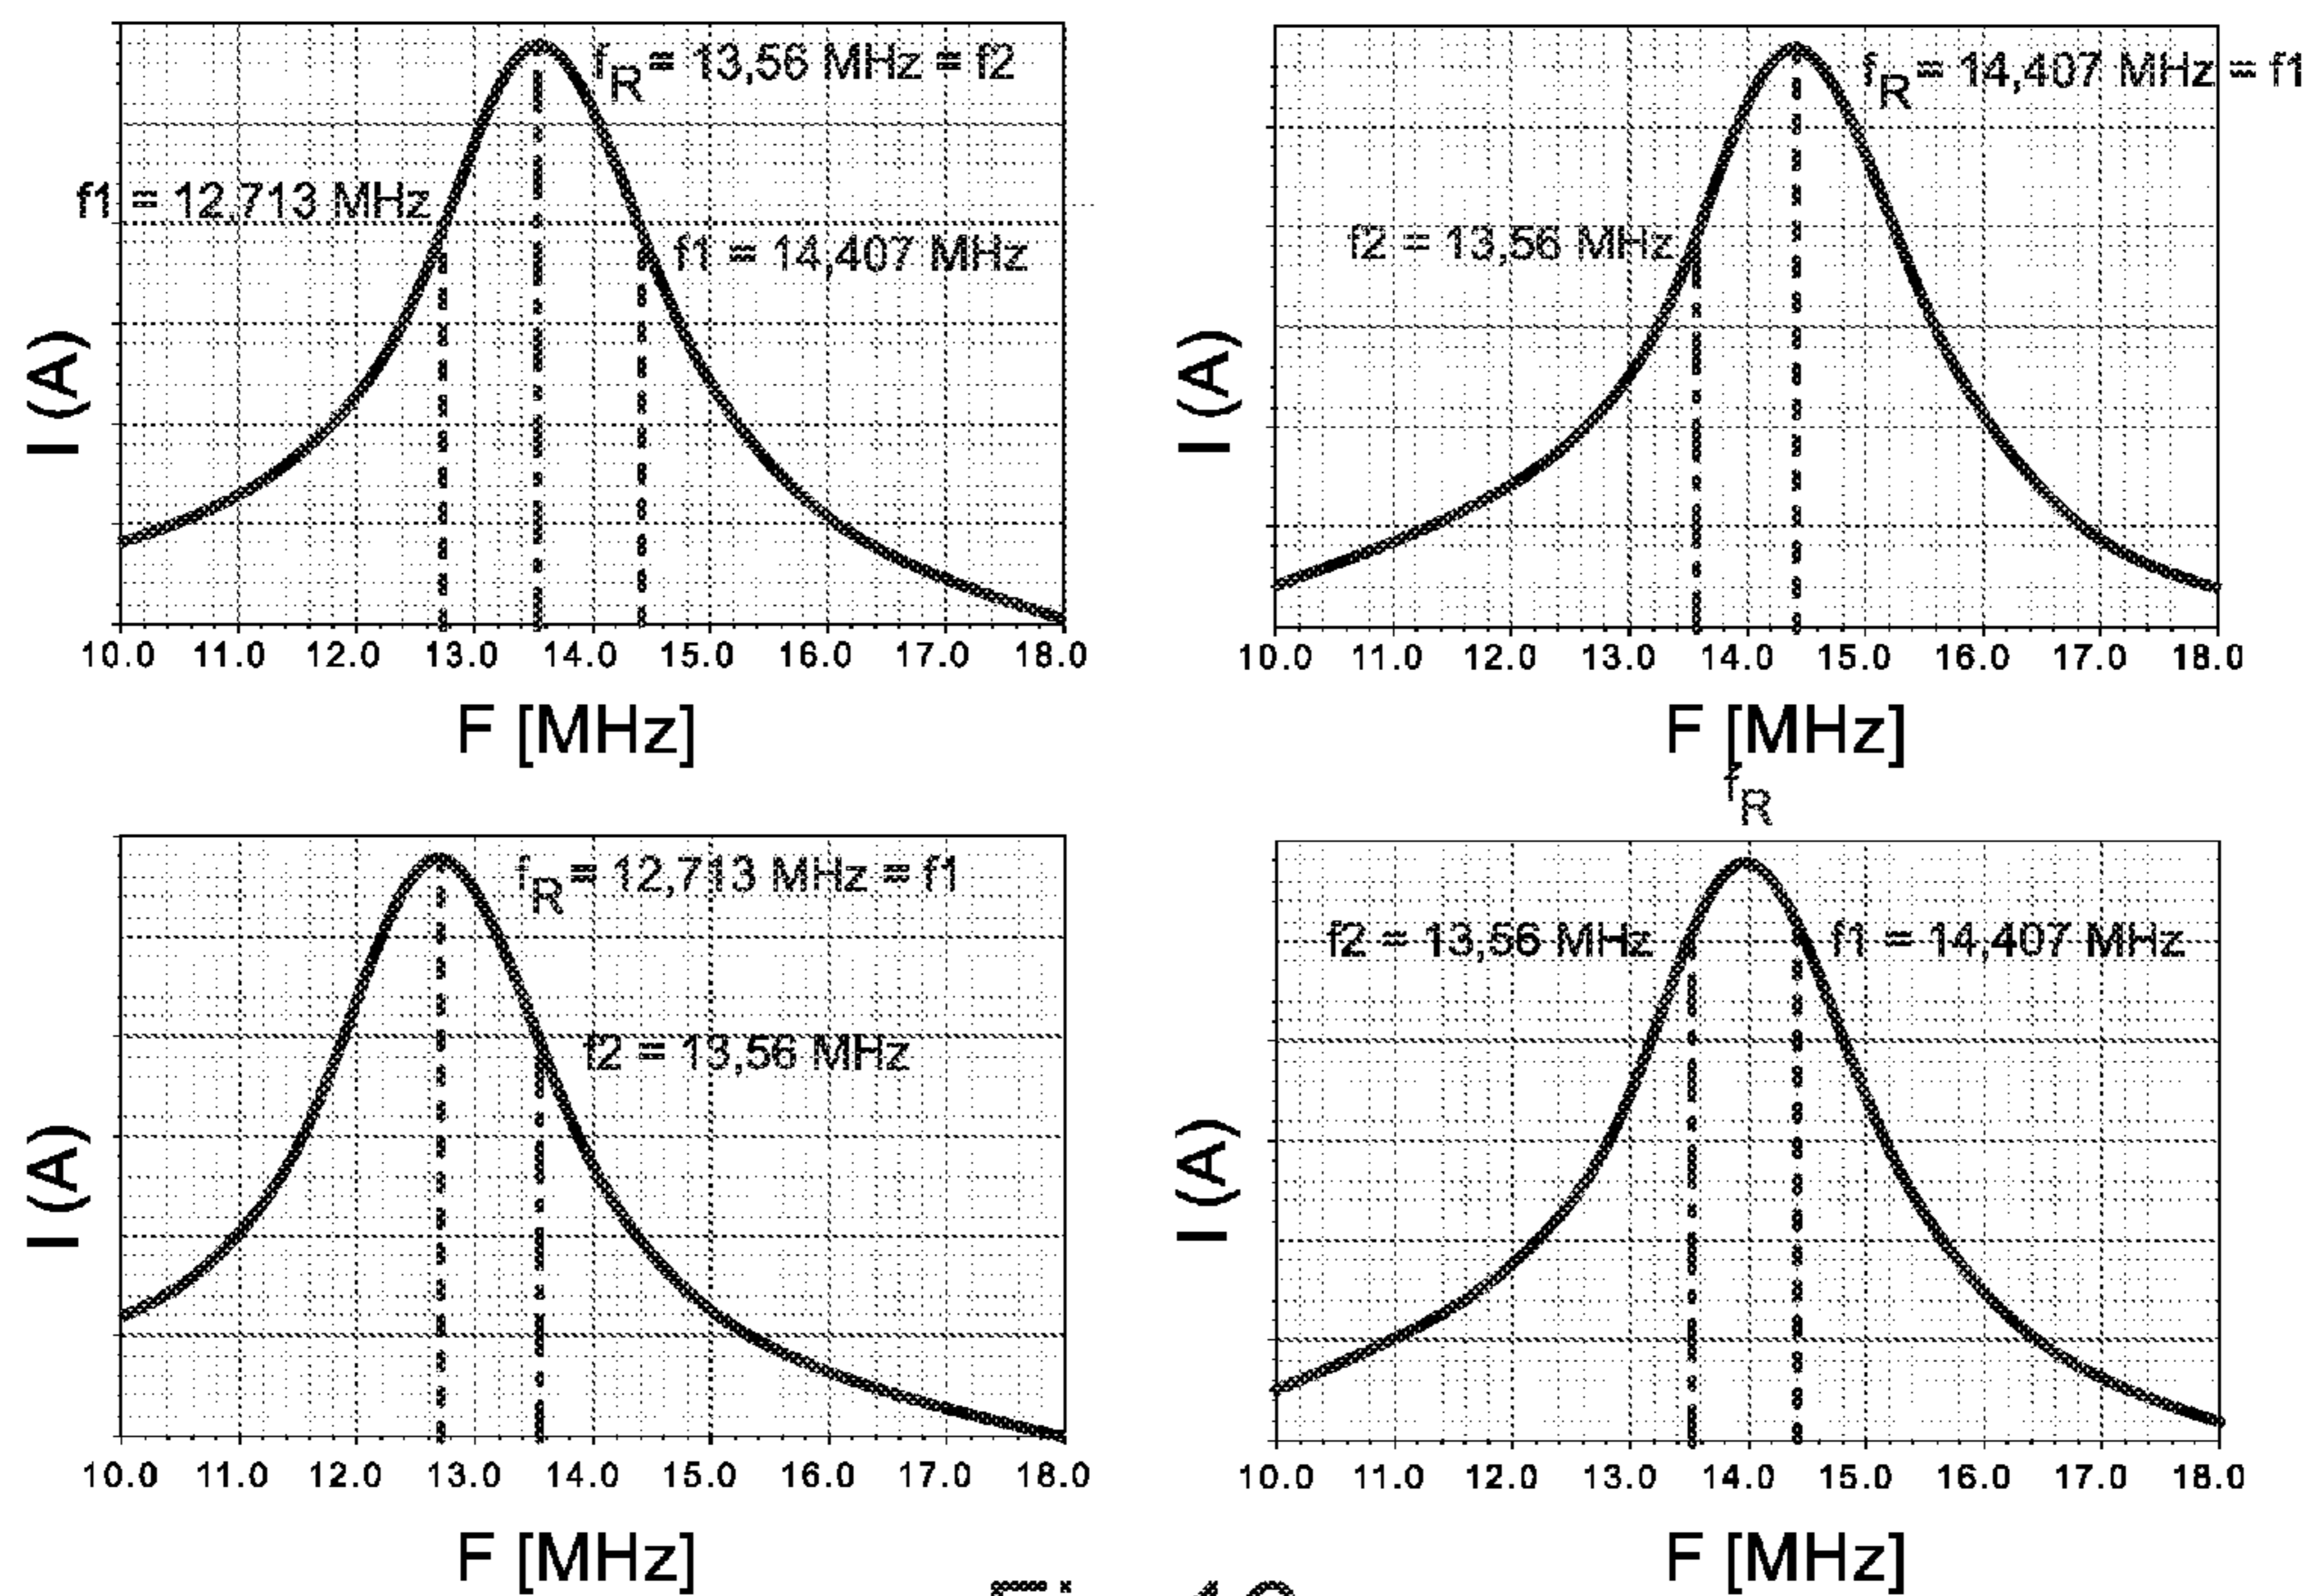 f_R = 13,56 MHz = f2
f1 = 12,713 MHz
f1 = 14,407 MHz
I (A)
10.0 11.0 12.0 13.0 14.0 15.0 16.0 17.0 18.0
F [MHz]
f_R = 14,407 MHz = f1
f2 = 13,56 MHz
I (A)
10.0 11.0 12.0 13.0 14.0 15.0 16.0 17.0 18.0
F [MHz]
f_R = 12,713 MHz = f1
f2 = 13,56 MHz
I (A)
10.0 11.0 12.0 13.0 14.0 15.0 16.0 17.0 18.0
F [MHz]
f_R
f2 = 13,56 MHz
f1 = 14,407 MHz
I (A)
10.0 11.0 12.0 13.0 14.0 15.0 16.0 17.0 18.0
F [MHz]